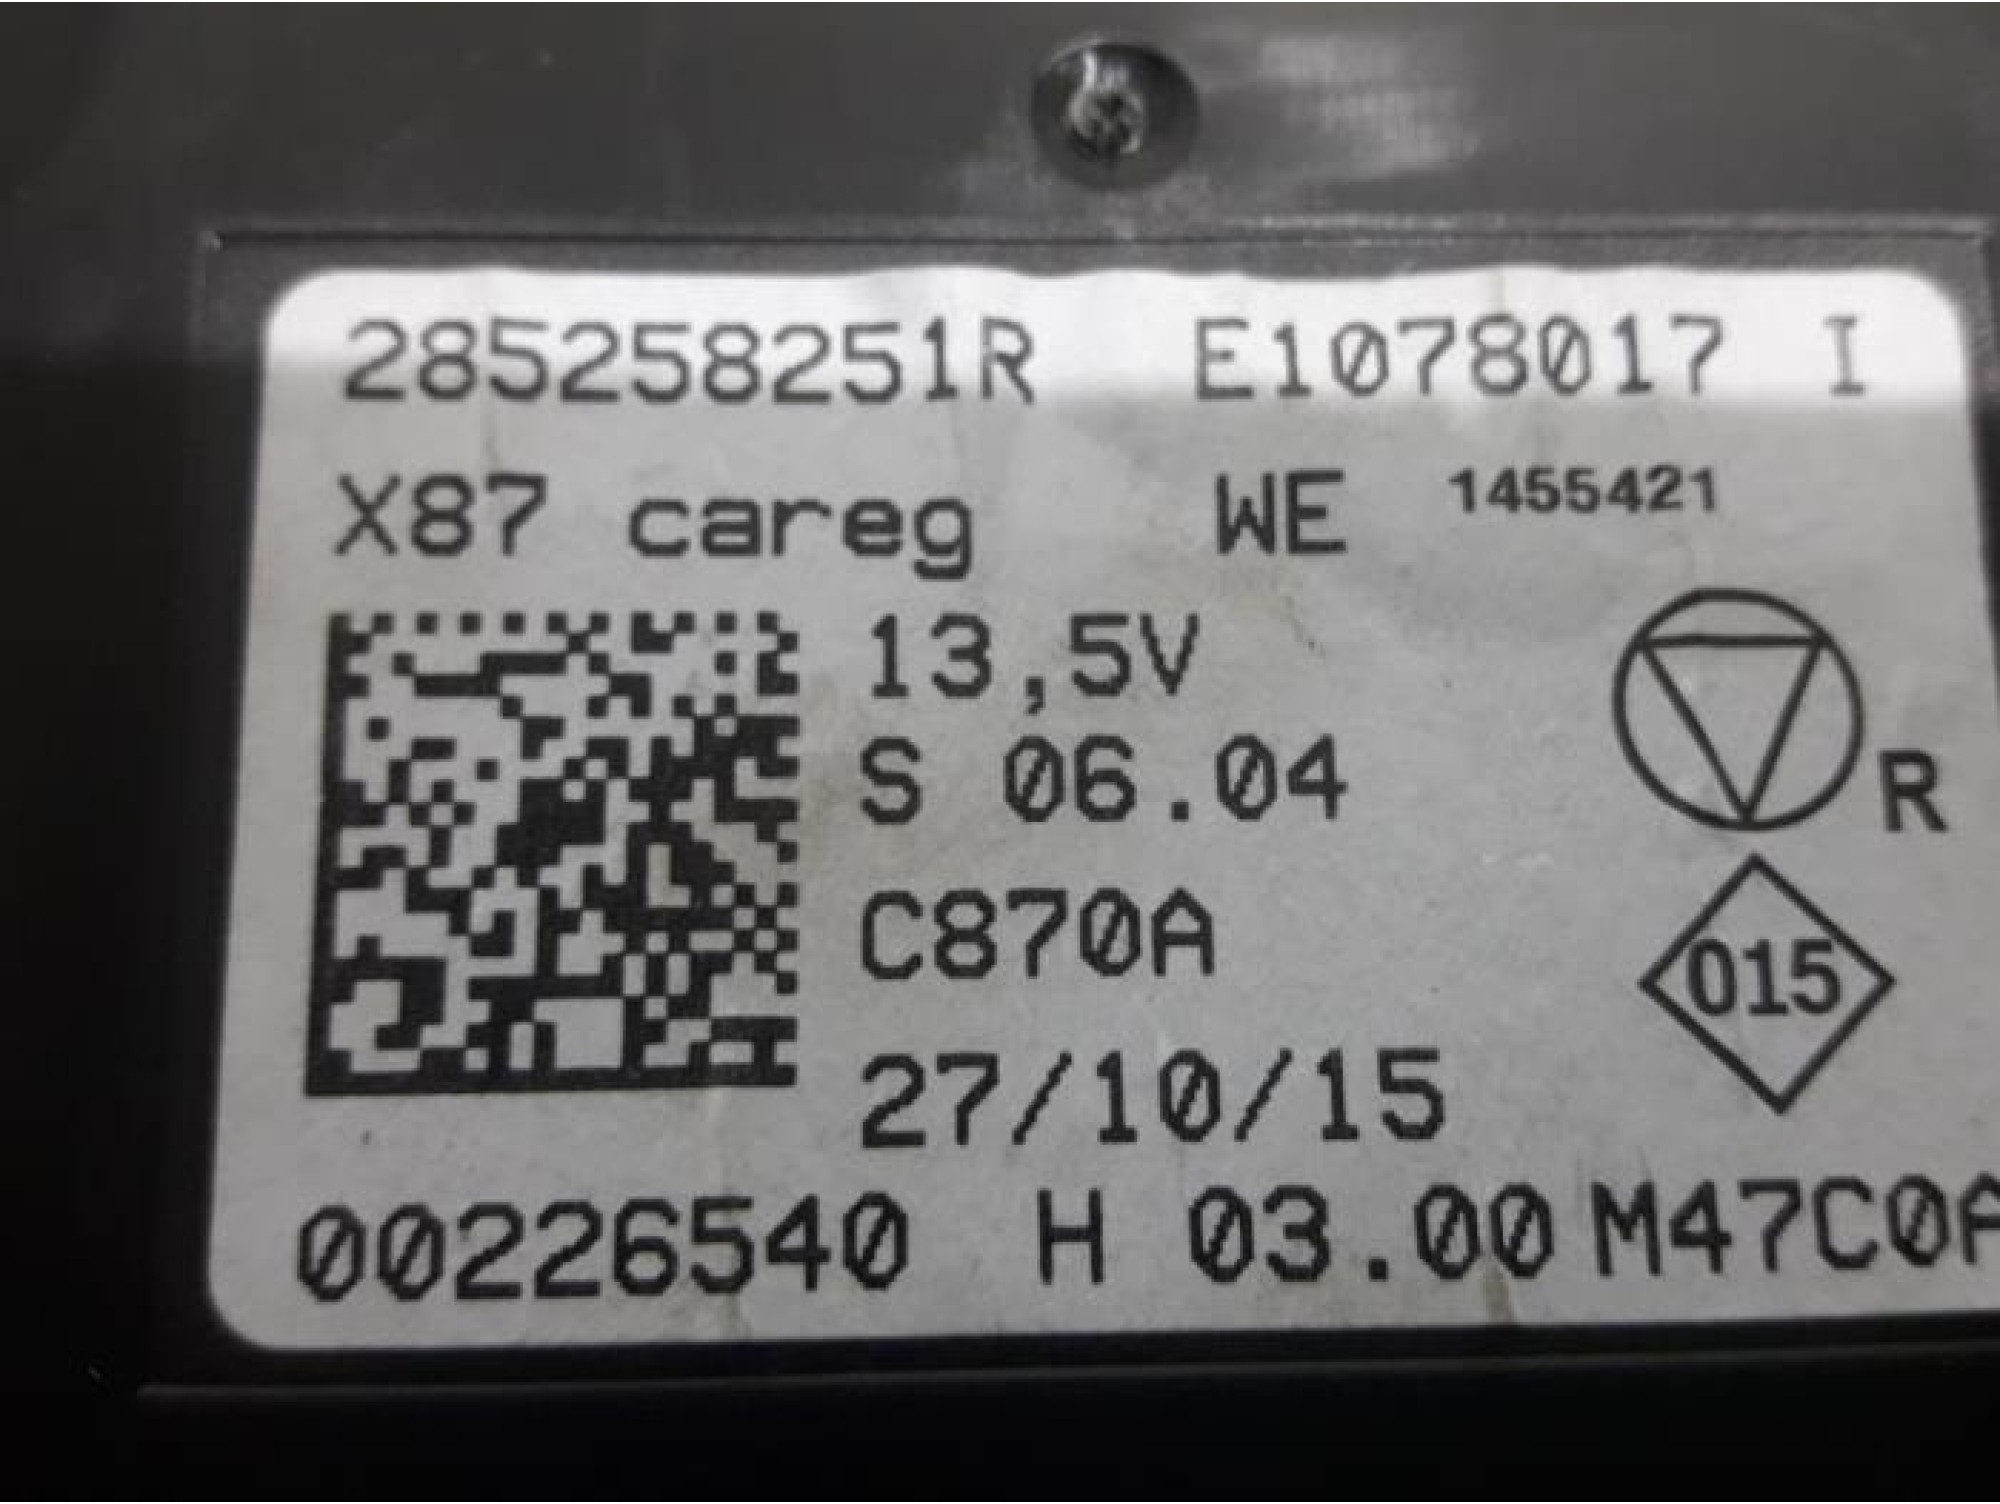 285258251R E1078017 I
X87 careg WE 1455421
13,5V
S 06.04
R
C870A
015
27/10/15
00226540 H 03.00 M47C0A